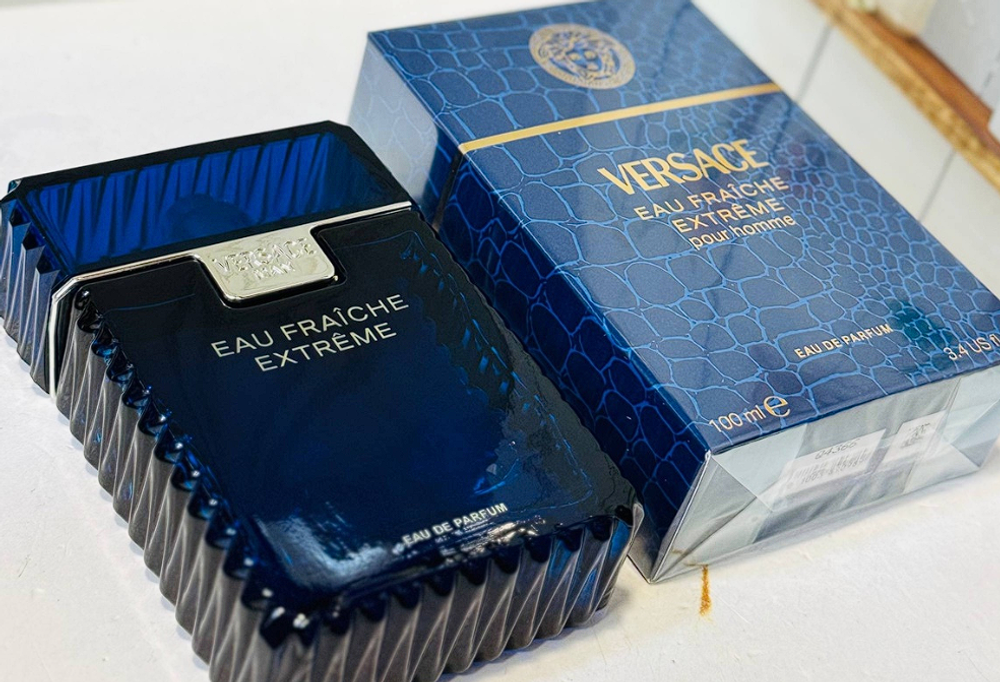 VERSACE
EAU FRAÎCHE
EXTRÊME
EAU DE PARFUM
VERSACE
EAU FRAÎCHE
EXTRÊME
pour homme
EAU DE PARFUM
100 ml ℮
3.4 US